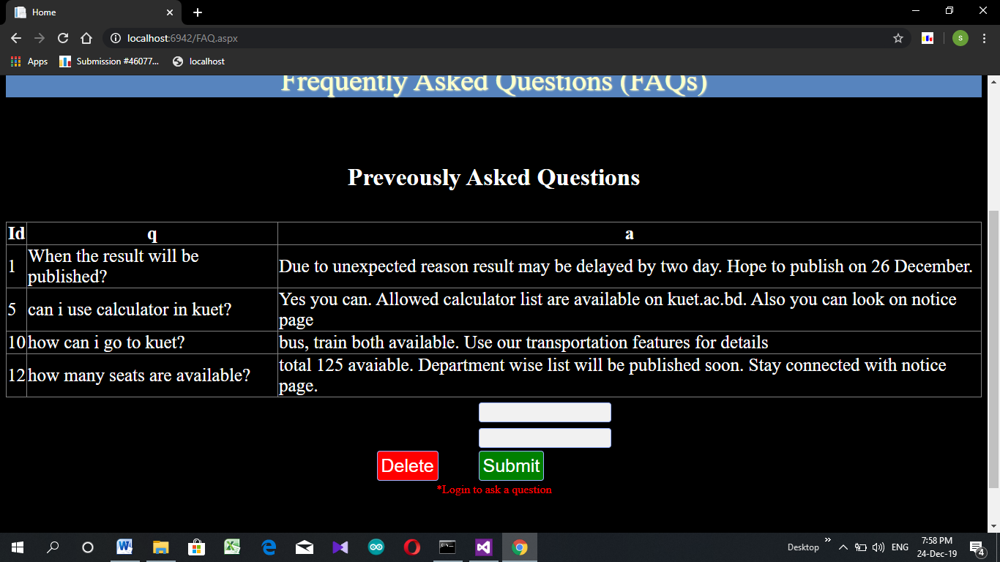 Home
localhost:6942/FAQ.aspx
s
Apps
Submission #46077...
localhost
Frequently Asked Questions (FAQs)
Preveously Asked Questions
Id q a
1 When the result will be published? Due to unexpected reason result may be delayed by two day. Hope to publish on 26 December.
5 can i use calculator in kuet? Yes you can. Allowed calculator list are available on kuet.ac.bd. Also you can look on notice page
10 how can i go to kuet? bus, train both available. Use our transportation features for details
12 how many seats are available? total 125 avaiable. Department wise list will be published soon. Stay connected with notice page.
Delete Submit
*Login to ask a question
Desktop
ENG
7:58 PM
24-Dec-19
4